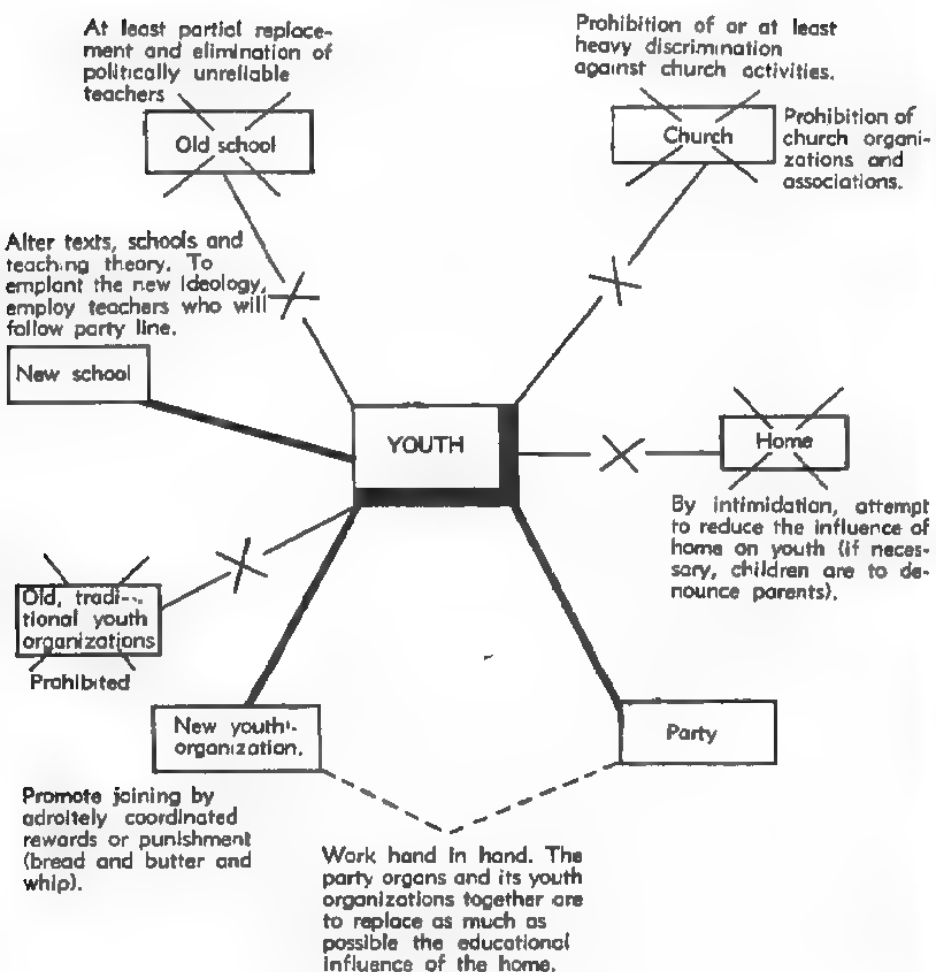 At least partial replace-
ment and elimination of
politically unreliable
teachers
Old school
Prohibition of or at least
heavy discrimination
against church activities.
Church
Prohibition of
church organi-
zations and
associations.
Alter texts, schools and
teaching theory. To
emplant the new ideology,
employ teachers who will
follow party line.
New school
YOUTH
Home
By intimidation, attempt
to reduce the influence of
home on youth (if neces-
sary, children are to de-
nounce parents).
Old, tradi-
tional youth
organizations
Prohibited
New youth
organization.
Party
Promote joining by
adroitely coordinated
rewards or punishment
(bread and butter and
whip).
Work hand in hand. The
party organs and its youth
organizations together are
to replace as much as
possible the educational
influence of the home.